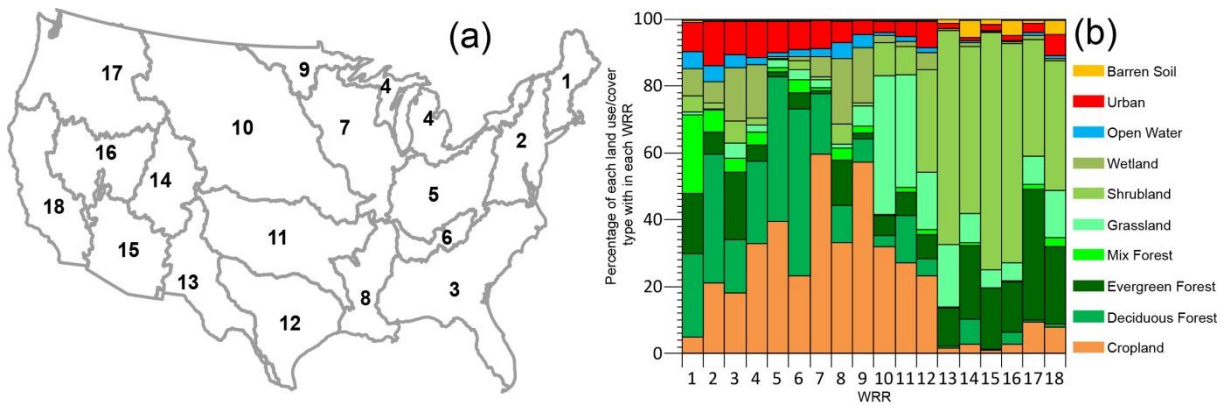 (a)
17
9
4
1
10
7
4
2
16
14
5
18
11
6
15
13
8
3
12
(b)
Percentage of each land use/cover
type with in each WRR
100
80
60
40
20
0
1 2 3 4 5 6 7 8 9 10 11 12 13 14 15 16 17 18
WRR
Barren Soil
Urban
Open Water
Wetland
Shrubland
Grassland
Mix Forest
Evergreen Forest
Deciduous Forest
Cropland